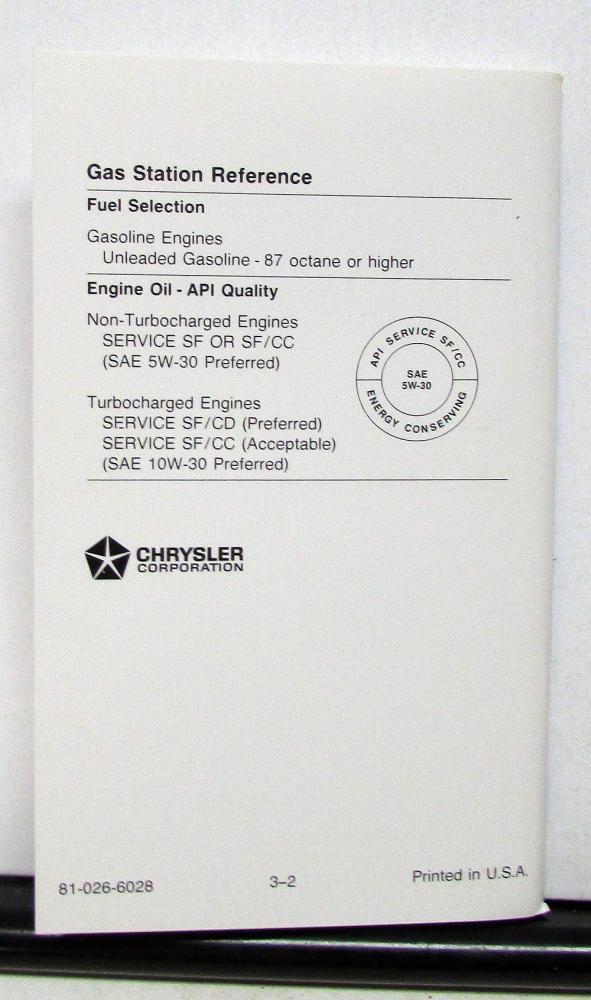 Gas Station Reference
Fuel Selection
Gasoline Engines
Unleaded Gasoline - 87 octane or higher
Engine Oil - API Quality
Non-Turbocharged Engines
SERVICE SF OR SF/CC
(SAE 5W-30 Preferred)
API SERVICE SF/CC
SAE
5W-30
ENERGY CONSERVING
Turbocharged Engines
SERVICE SF/CD (Preferred)
SERVICE SF/CC (Acceptable)
(SAE 10W-30 Preferred)
CHRYSLER
CORPORATION
81-026-6028 3–2 Printed in U.S.A.